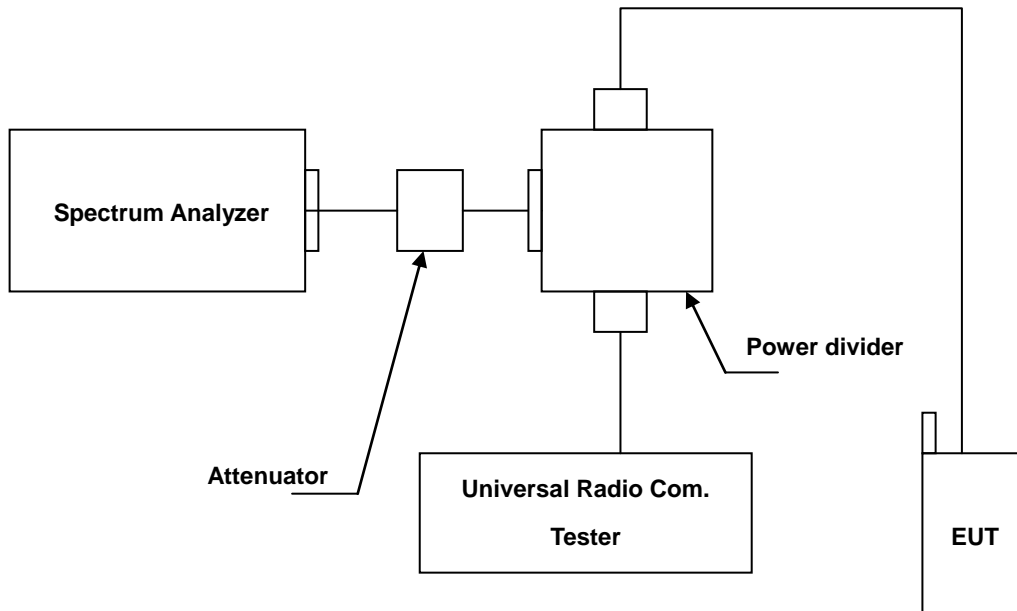 Spectrum Analyzer
Power divider
Attenuator
Universal Radio Com.
Tester
EUT